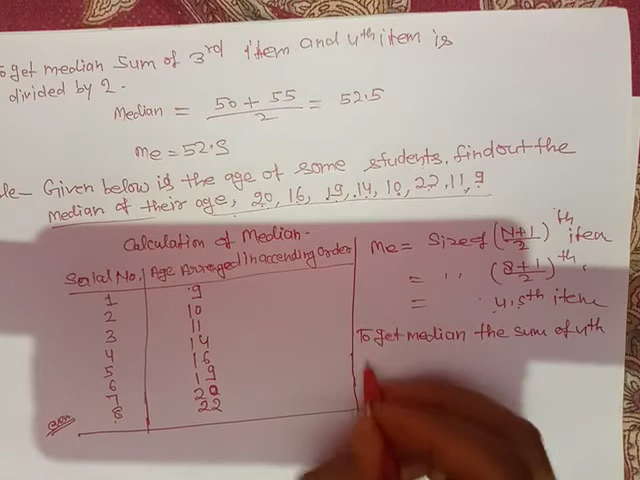 To get median sum of 3rd item and 4th item is
divided by 2.
Median = 50 + 55 / 2 = 52.5
Me = 52.5
Given below is the age of some students. findout the
median of their age, 20, 16, 19, 14, 10, 22, 11, 9
Calculation of Median-
Serial No. Age Arranged in accending order
1 9
2 10
3 11
4 14
5 16
6 19
7 20
8 22
Me = Size of (N+1/2)th item
= '' (8+1/2)th '
= 4.5th item
To get median the sum of 4th